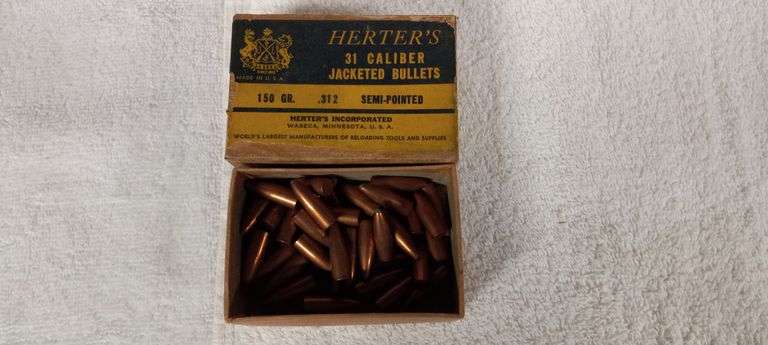 HERTER'S
31 CALIBER
JACKETED BULLETS
MADE IN U.S.A.
150 GR. .312 SEMI-POINTED
HERTER'S INCORPORATED
WASECA, MINNESOTA, U. S. A.
WORLD'S LARGEST MANUFACTURERS OF RELOADING TOOLS AND SUPPLIES